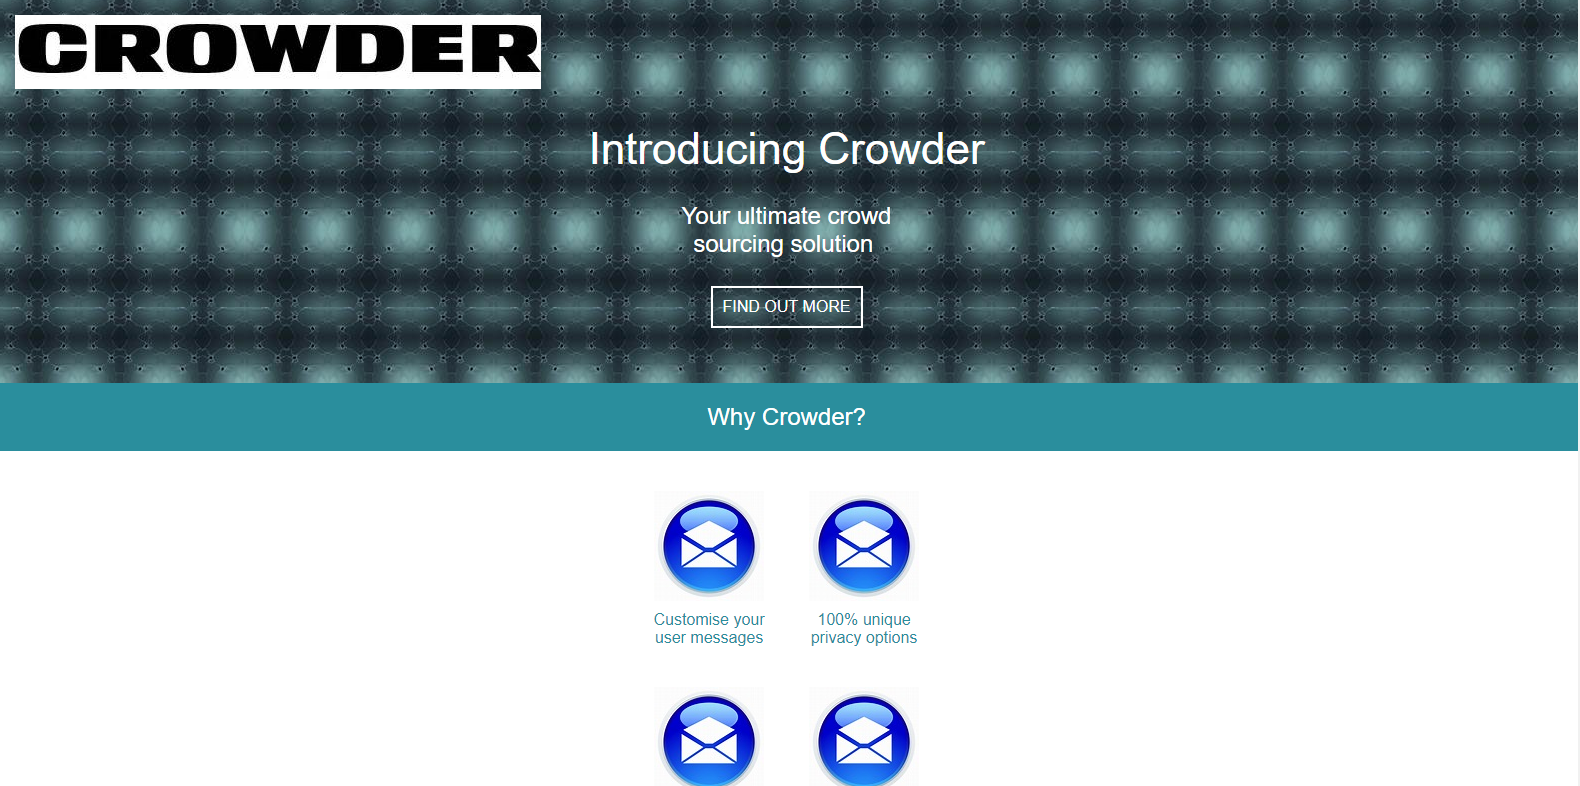 CROWDER
Introducing Crowder
Your ultimate crowd
sourcing solution
FIND OUT MORE
Why Crowder?
Customise your
user messages
100% unique
privacy options